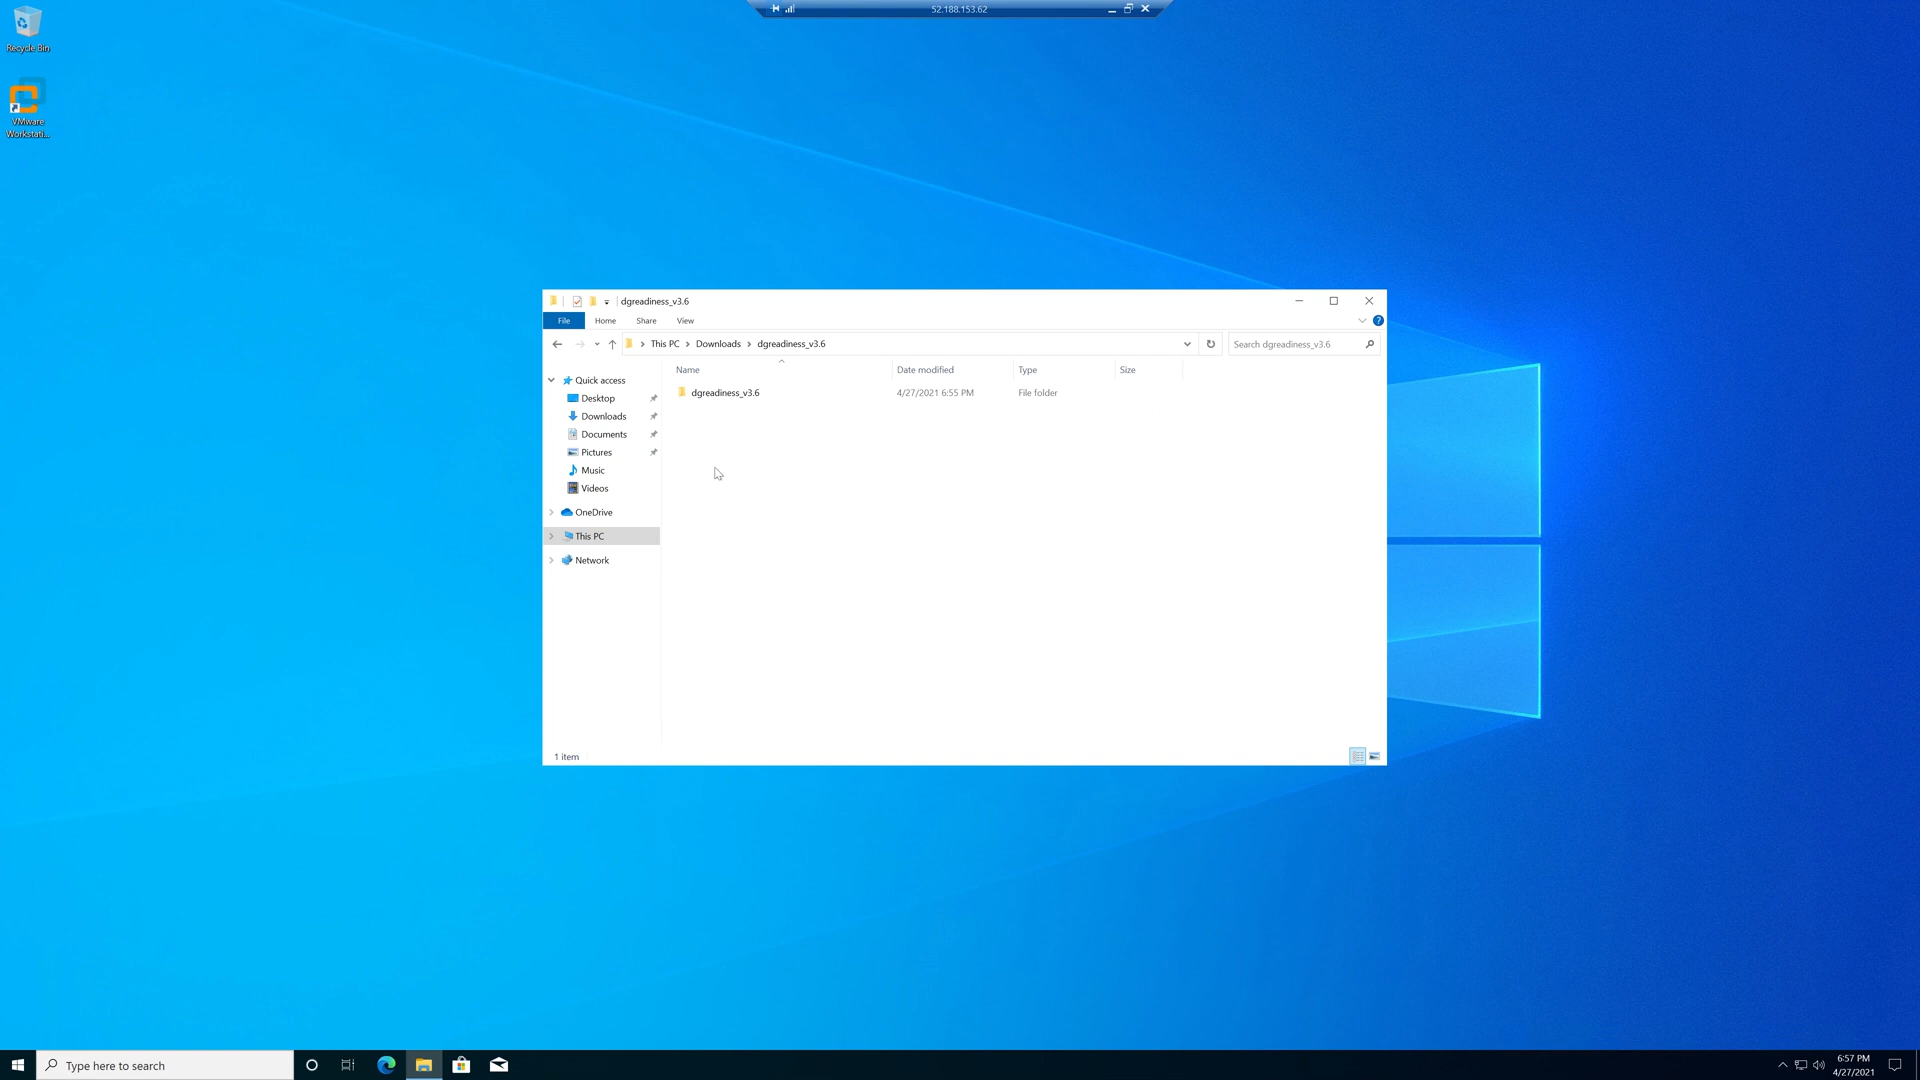 52.188.153.62
Recycle Bin
VMware
Workstati...
dgreadiness_v3.6
File Home Share View
This PC Downloads dgreadiness_v3.6
Search dgreadiness_v3.6
Name Date modified Type Size
dgreadiness_v3.6 4/27/2021 6:55 PM File folder
Quick access
Desktop
Downloads
Documents
Pictures
Music
Videos
OneDrive
This PC
Network
1 item
Type here to search
6:57 PM
4/27/2021